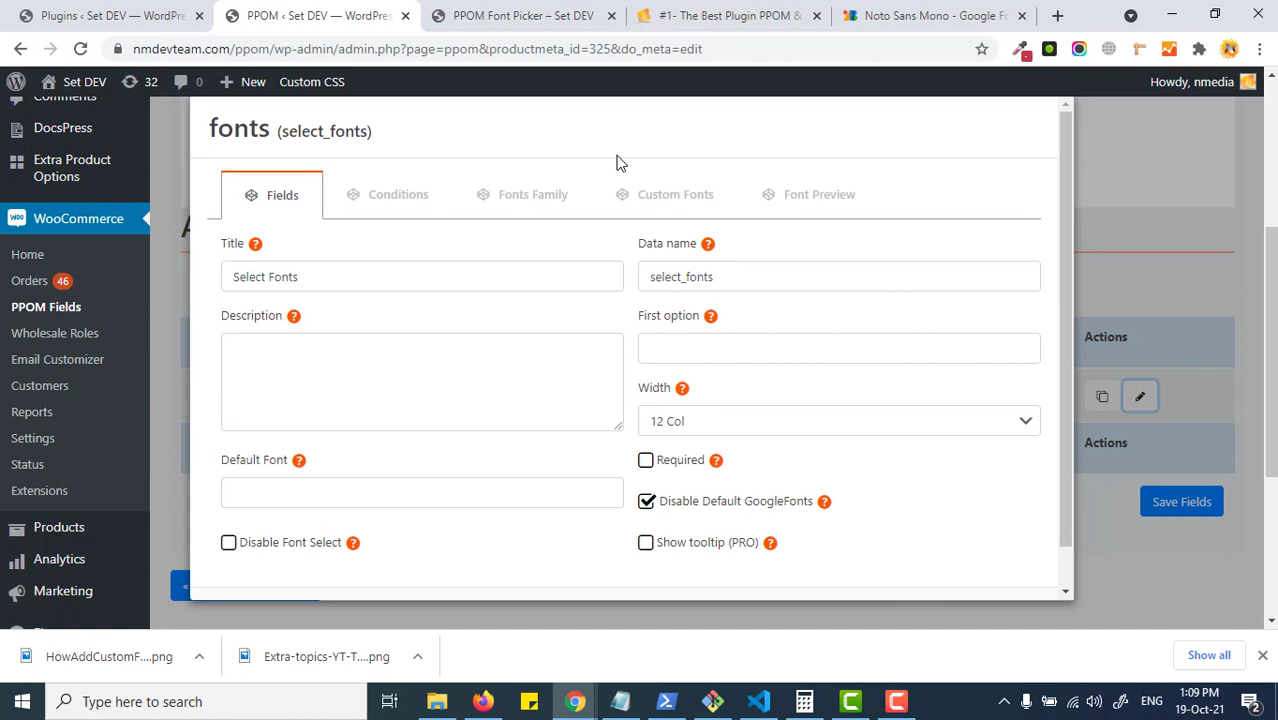 Plugins ‹ Set DEV — WordPre
PPOM ‹ Set DEV — WordPres
PPOM Font Picker – Set DEV
#1- The Best Plugin PPOM &
Noto Sans Mono - Google Fo
nmdevteam.com/ppom/wp-admin/admin.php?page=ppom&productmeta_id=325&do_meta=edit
Set DEV
32
0
New
Custom CSS
Howdy, nmedia
Comments
DocsPress
Extra Product
Options
WooCommerce
Home
Orders 46
PPOM Fields
Wholesale Roles
Email Customizer
Customers
Reports
Settings
Status
Extensions
Products
Analytics
Marketing
fonts (select_fonts)
Fields
Conditions
Fonts Family
Custom Fonts
Font Preview
Title ?
Data name ?
Select Fonts
select_fonts
Description ?
First option ?
Width ?
12 Col
Default Font ?
Required ?
Disable Default GoogleFonts ?
Disable Font Select ?
Show tooltip (PRO) ?
Actions
Actions
Save Fields
HowAddCustomF....png
Extra-topics-YT-T....png
Show all
Type here to search
ENG
1:09 PM
19-Oct-21
2